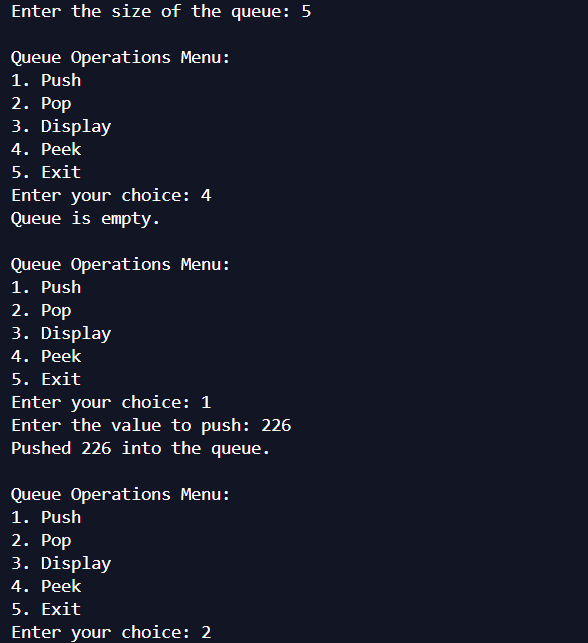 Enter the size of the queue: 5
Queue Operations Menu:
1. Push
2. Pop
3. Display
4. Peek
5. Exit
Enter your choice: 4
Queue is empty.
Queue Operations Menu:
1. Push
2. Pop
3. Display
4. Peek
5. Exit
Enter your choice: 1
Enter the value to push: 226
Pushed 226 into the queue.
Queue Operations Menu:
1. Push
2. Pop
3. Display
4. Peek
5. Exit
Enter your choice: 2